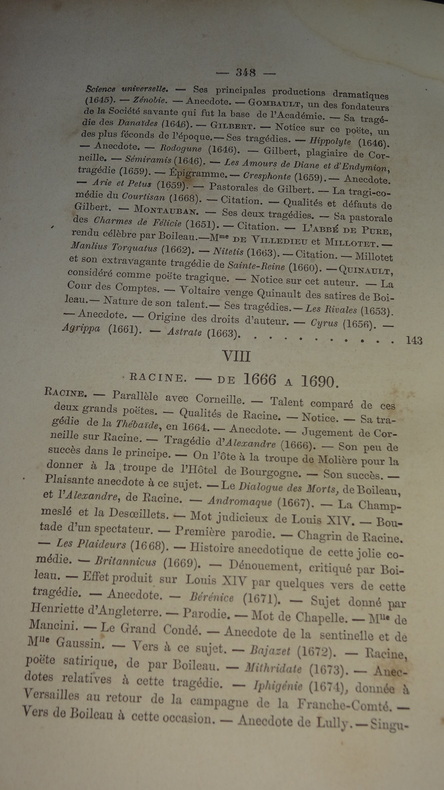 — 348 —
Science universelle. — Ses principales productions dramatiques
(1645). — Zénobie. — Anecdote. — GOMBAULT, un des fondateurs
de la Société savante qui fut la base de l'Académie. — Sa tragé-
die des Danaïdes (1646). — GILBERT. — Notice sur ce poëte, un
des plus féconds de l'époque. — Ses tragédies. — Hippolyte (1646).
— Anecdote. — Rodogune (1646). — Gilbert, plagiaire de Cor-
neille. — Sémiramis (1646). — Les Amours de Diane et d'Endymion,
tragédie (1659). — Épigramme. — Cresphonte (1659). — Anecdote.
— Arie et Petus (1659). — Pastorales de Gilbert. — La tragi-co-
médie du Courtisan (1668). — Citation. — Qualités et défauts de
Gilbert. — MONTAUBAN. — Ses deux tragédies. — Sa pastorale
des Charmes de Félicie (1651). — Citation. — L'ABBÉ DE PURE,
rendu célèbre par Boileau. — Mme DE VILLEDIEU et MILLOTET. —
Manlius Torquatus (1662). — Nitetis (1663). — Citation. — Millotet
et son extravagante tragédie de Sainte-Reine (1660). — QUINAULT,
considéré comme poëte tragique. — Notice sur cet auteur. — La
Cour des Comptes. — Voltaire venge Quinault des satires de Boi-
leau. — Nature de son talent. — Ses tragédies. — Les Rivales (1653).
— Anecdote. — Origine des droits d'auteur. — Cyrus (1656). —
Agrippa (1661). — Astrate (1663). . . . . . . . . . . 143
VIII
RACINE. — DE 1666 A 1690.
RACINE. — Parallèle avec Corneille. — Talent comparé de ces
deux grands poëtes. — Qualités de Racine. — Notice. — Sa tra-
gédie de la Thébaïde, en 1664. — Anecdote. — Jugement de Cor-
neille sur Racine. — Tragédie d'Alexandre (1666). — Son peu de
succès dans le principe. — On l'ôte à la troupe de Molière pour la
donner à la troupe de l'Hôtel de Bourgogne. — Son succès. —
Plaisante anecdote à ce sujet. — Le Dialogue des Morts, de Boileau,
et l'Alexandre, de Racine. — Andromaque (1667). — La Champ-
meslé et la Desœillets. — Mot judicieux de Louis XIV. — Bou-
tade d'un spectateur. — Première parodie. — Chagrin de Racine.
— Les Plaideurs (1668). — Histoire anecdotique de cette jolie co-
médie. — Britannicus (1669). — Dénouement, critiqué par Boi-
leau. — Effet produit sur Louis XIV par quelques vers de cette
tragédie. — Anecdote. — Bérénice (1671). — Sujet donné par
Henriette d'Angleterre. — Parodie. — Mot de Chapelle. — Mlle de
Mancini. — Le Grand Condé. — Anecdote de la sentinelle et de
Mlle Gaussin. — Vers à ce sujet. — Bajazet (1672). — Racine,
poëte satirique, de par Boileau. — Mithridate (1673). — Anec-
dotes relatives à cette tragédie. — Iphigénie (1674), donnée à
Versailles au retour de la campagne de la Franche-Comté. —
Vers de Boileau à cette occasion. — Anecdote de Lully. — Singu-